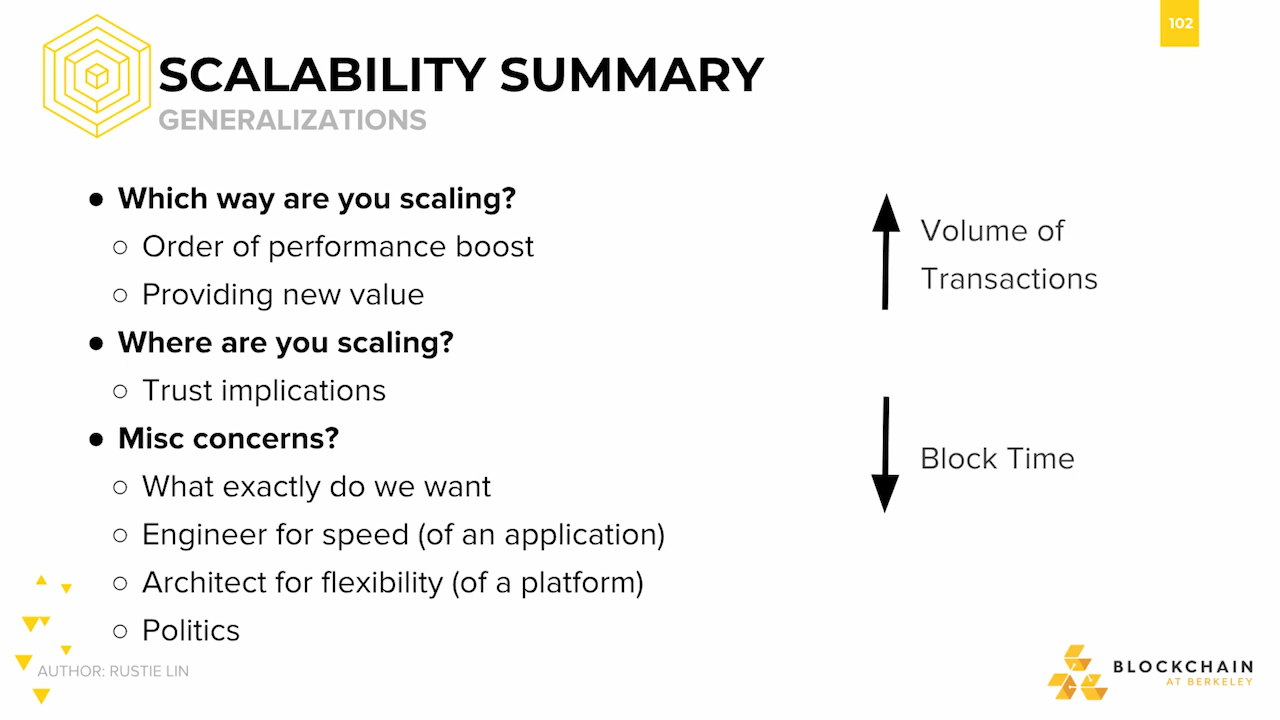 102
SCALABILITY SUMMARY
GENERALIZATIONS
● Which way are you scaling?
○ Order of performance boost
○ Providing new value
● Where are you scaling?
○ Trust implications
● Misc concerns?
○ What exactly do we want
○ Engineer for speed (of an application)
○ Architect for flexibility (of a platform)
○ Politics
Volume of
Transactions
Block Time
AUTHOR: RUSTIE LIN
BLOCKCHAIN
AT BERKELEY